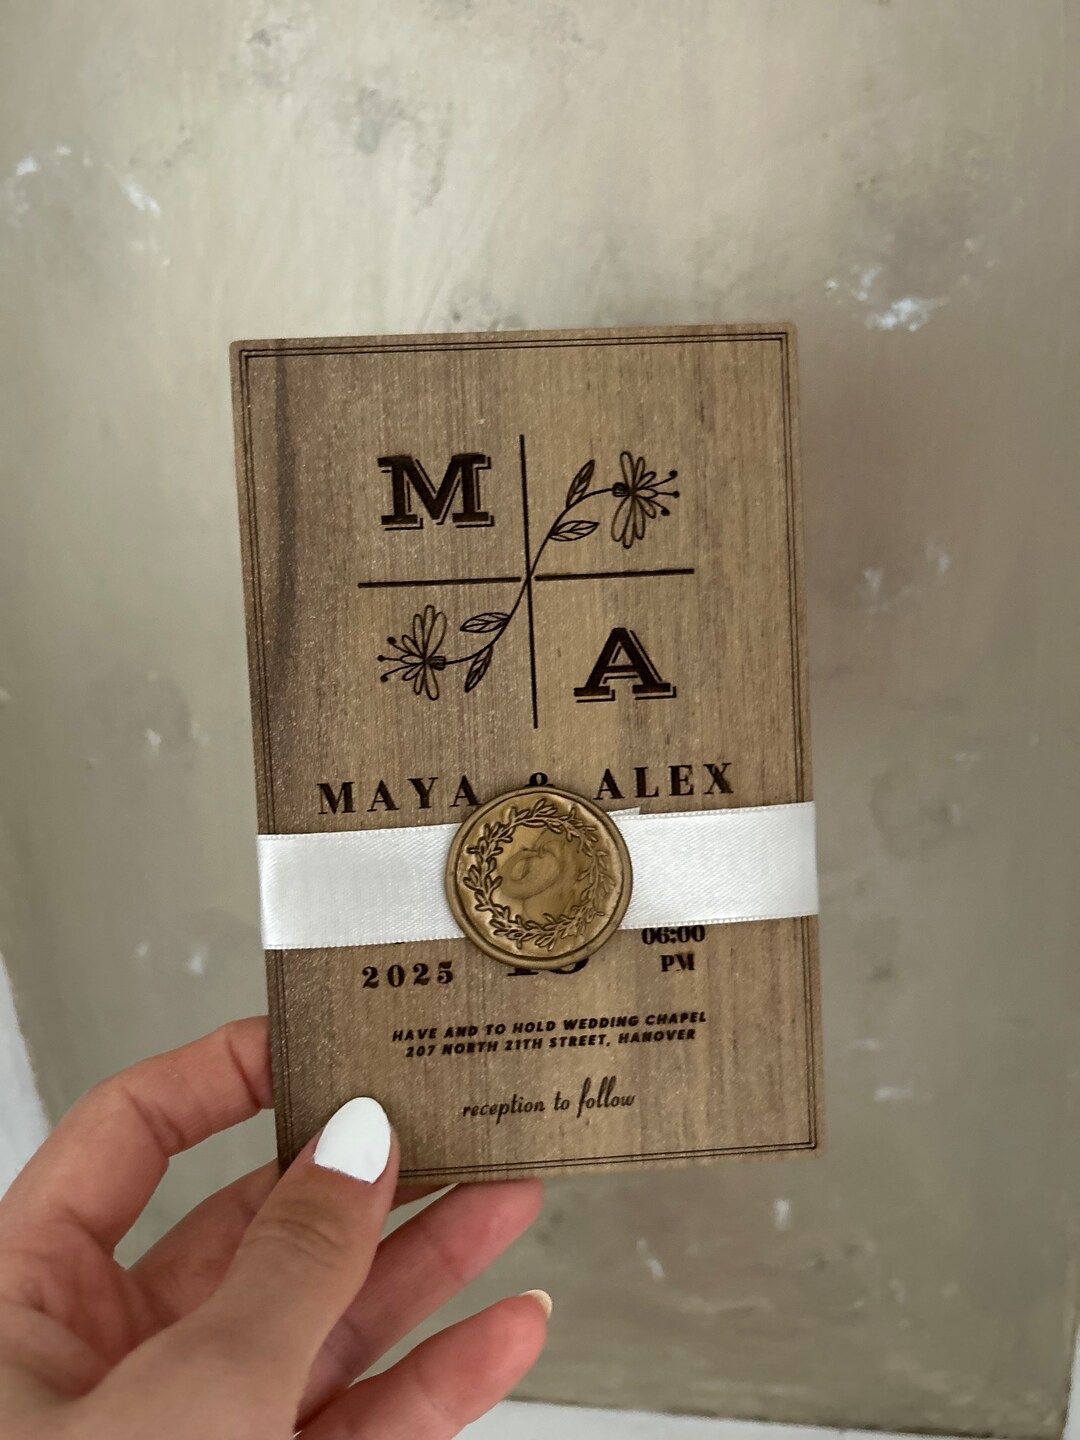 M
A
MAYA & ALEX
06:00
2025
PM
HAVE AND TO HOLD WEDDING CHAPEL
207 NORTH 21TH STREET, HANOVER
reception to follow